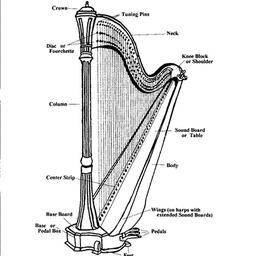 Crown
Tuning Pins
Neck
Disc or
Fourchette
Knee Block
or Shoulder
Column
Sound Board
or Table
Body
Center Strip
Base Board
Wings (on harps with
extended Sound Boards)
Base or
Pedal Box
Pedals
Feet